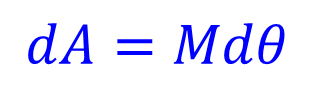 𝑑𝐴 = 𝑀𝑑𝜃